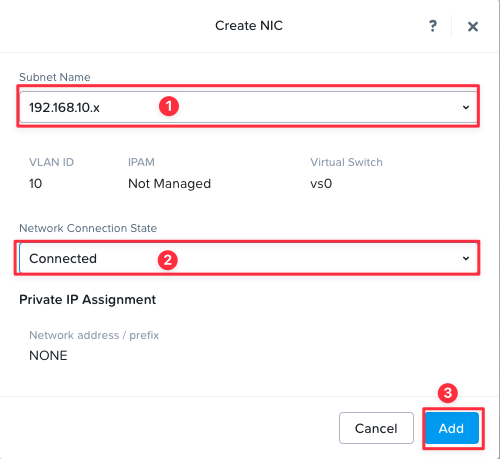 Create NIC
?
×
Subnet Name
192.168.10.x
1
VLAN ID IPAM Virtual Switch
10 Not Managed vs0
Network Connection State
Connected
2
Private IP Assignment
Network address / prefix
NONE
3
Cancel Add